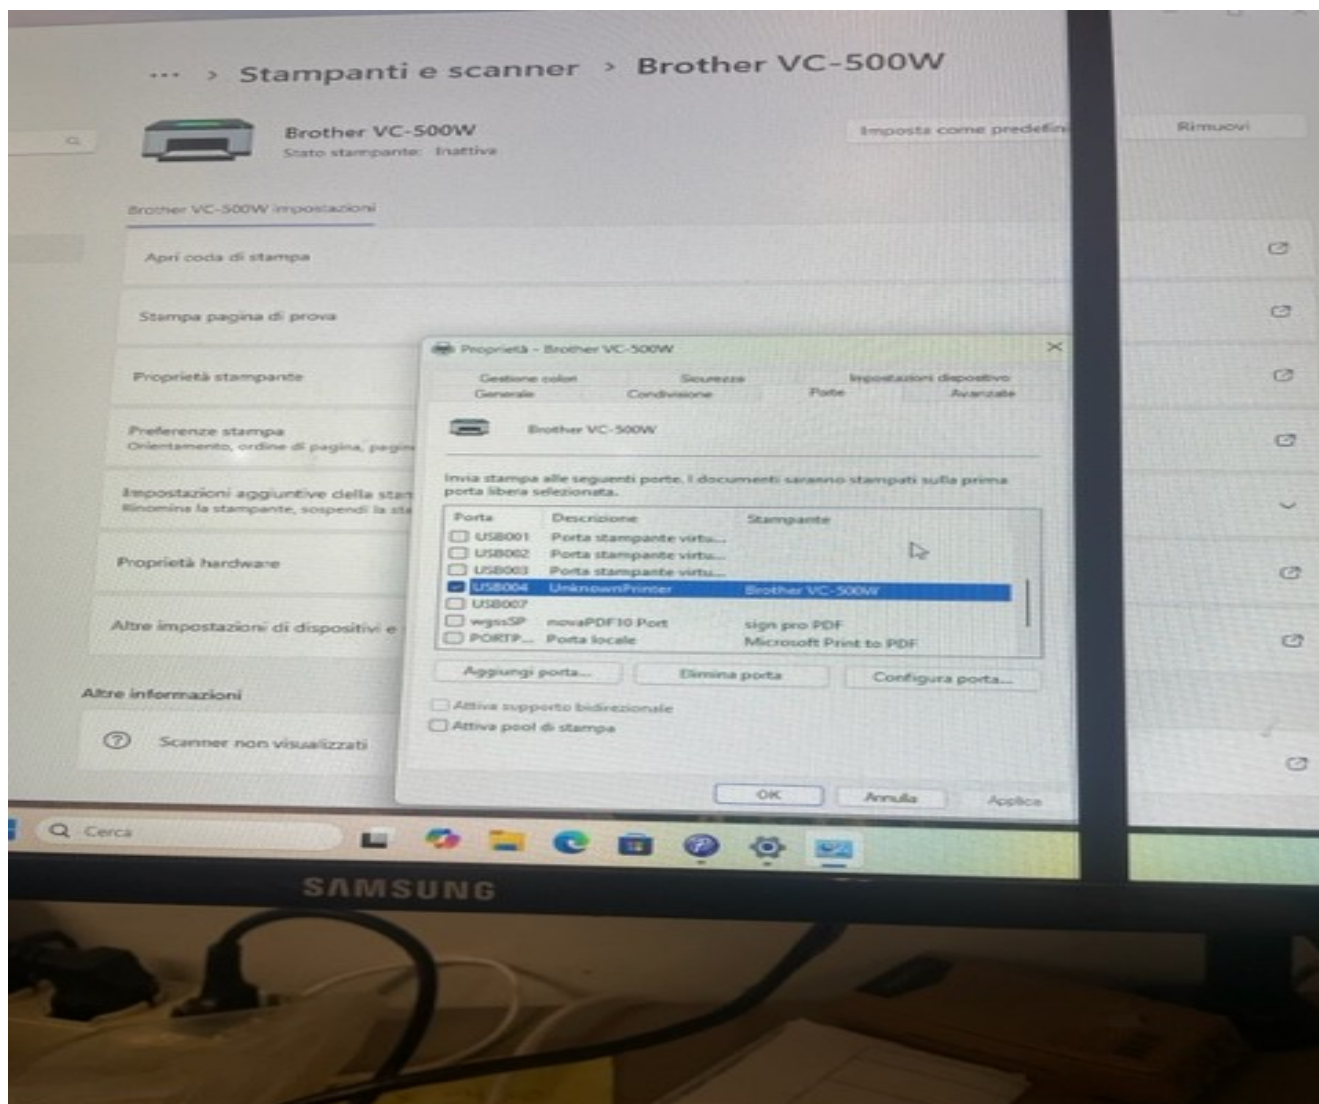 ... > Stampanti e scanner > Brother VC-500W
Brother VC-500W
Stato stampante: Inattiva
Imposta come predefin
Rimuovi
Brother VC-500W impostazioni
Apri coda di stampa
Stampa pagina di prova
Proprietà stampante
Preferenze stampa
Orientamento, ordine di pagina, pagin
Impostazioni aggiuntive della stam
Rinomina la stampante, sospendi la sta
Proprietà hardware
Altre impostazioni di dispositivi e
Altre informazioni
Scanner non visualizzati
Proprietà - Brother VC-500W
Gestione colori Sicurezza Impostazioni dispositivo
Generale Condivisione Porte Avanzate
Brother VC-500W
Invia stampa alle seguenti porte. I documenti saranno stampati sulla prima
porta libera selezionata.
Porta Descrizione Stampante
USB001 Porta stampante virtu...
USB002 Porta stampante virtu...
USB003 Porta stampante virtu...
USB004 UnknownPrinter Brother VC-500W
USB007
wgssSP novaPDF10 Port sign pro PDF
PORTP... Porta locale Microsoft Print to PDF
Aggiungi porta... Elimina porta Configura porta...
Attiva supporto bidirezionale
Attiva pool di stampa
OK Annulla Applica
Cerca
SAMSUNG